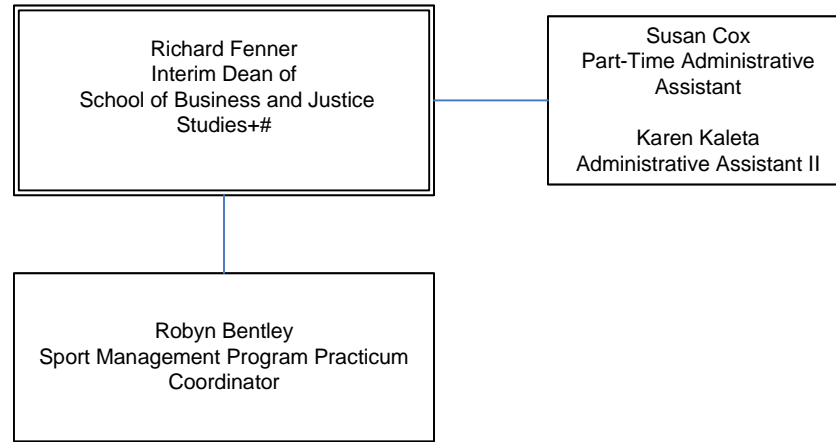 Richard Fenner
Interim Dean of
School of Business and Justice
Studies+#
Susan Cox
Part-Time Administrative
Assistant
Karen Kaleta
Administrative Assistant II
Robyn Bentley
Sport Management Program Practicum
Coordinator